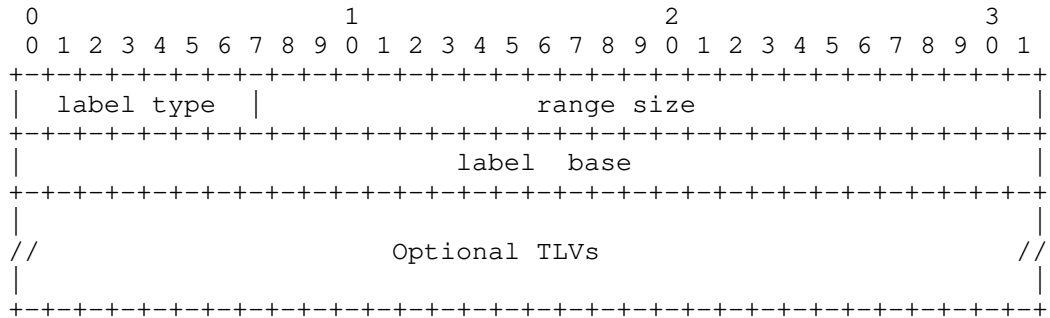 0                   1                   2                   3
 0 1 2 3 4 5 6 7 8 9 0 1 2 3 4 5 6 7 8 9 0 1 2 3 4 5 6 7 8 9 0 1
+-+-+-+-+-+-+-+-+-+-+-+-+-+-+-+-+-+-+-+-+-+-+-+-+-+-+-+-+-+-+-+-+
|  label type  |                 range size                     |
+-+-+-+-+-+-+-+-+-+-+-+-+-+-+-+-+-+-+-+-+-+-+-+-+-+-+-+-+-+-+-+-+
|                           label  base                         |
+-+-+-+-+-+-+-+-+-+-+-+-+-+-+-+-+-+-+-+-+-+-+-+-+-+-+-+-+-+-+-+-+
|                                                               |
//                      Optional TLVs                          //
|                                                               |
+-+-+-+-+-+-+-+-+-+-+-+-+-+-+-+-+-+-+-+-+-+-+-+-+-+-+-+-+-+-+-+-+